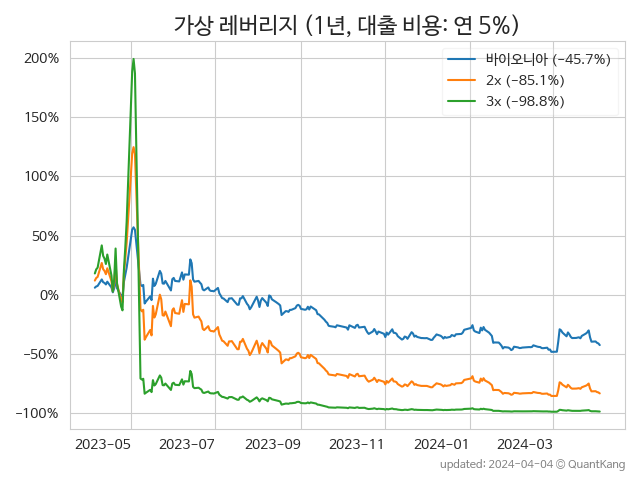 가상 레버리지 (1년, 대출 비용: 연 5%)
바이오니아 (−45.7%)
2x (−85.1%)
3x (−98.8%)
200%
150%
100%
50%
0%
−50%
−100%
2023-05 2023-07 2023-09 2023-11 2024-01 2024-03
updated: 2024-04-04 © QuantKang